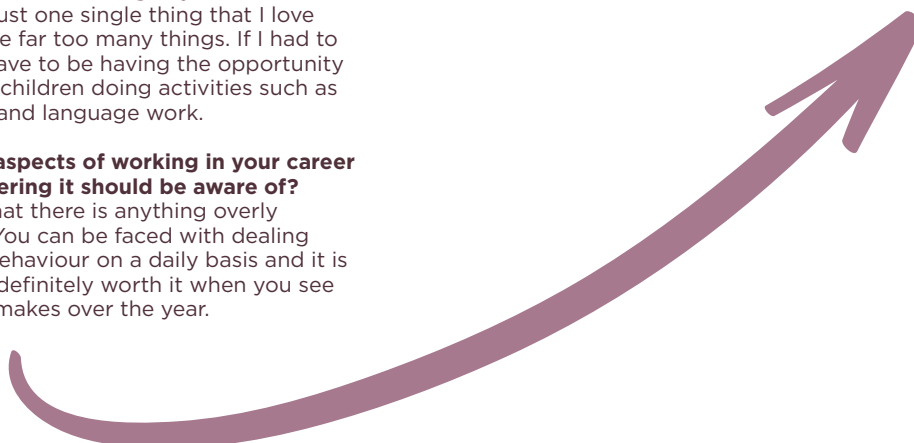 ust one single thing that I love
e far too many things. If I had to
ave to be having the opportunity
children doing activities such as
and language work.
aspects of working in your career
ering it should be aware of?
hat there is anything overly
You can be faced with dealing
ehaviour on a daily basis and it is
definitely worth it when you see
makes over the year.